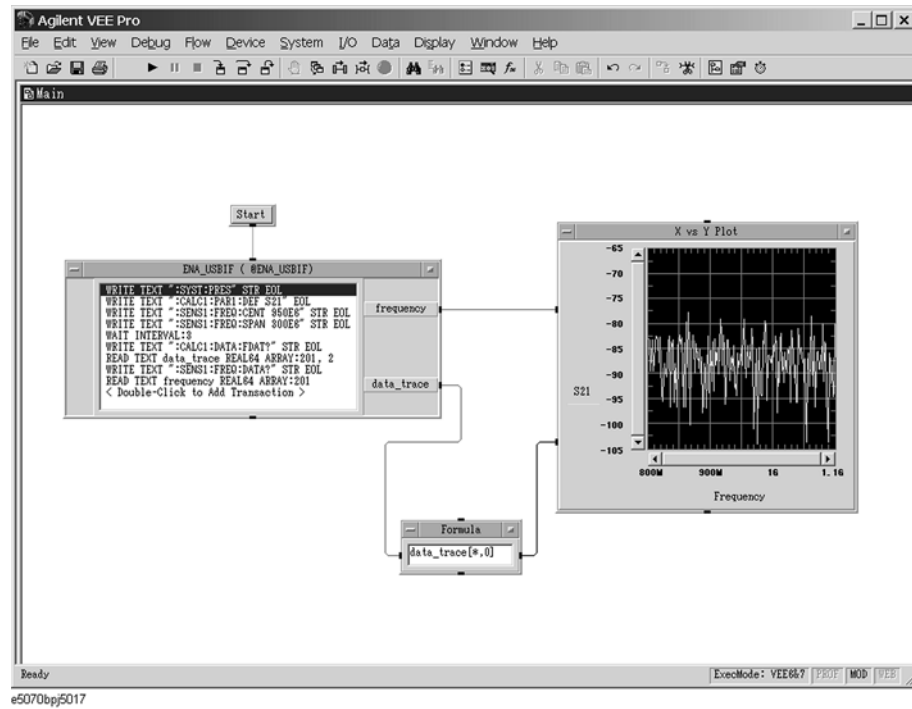 Agilent VEE Pro
File Edit View Debug Flow Device System I/O Data Display Window Help
Main
Start
ENA_USBIF ( @ENA_USBIF)
WRITE TEXT ":SYST:PRES" STR EOL
WRITE TEXT ":CALC1:PAR1:DEF S21" EOL
WRITE TEXT ":SENS1:FREQ:CENT 950E6" STR EOL
WRITE TEXT ":SENS1:FREQ:SPAN 300E6" STR EOL
WAIT INTERVAL:3
WRITE TEXT ":CALC1:DATA:FDAT?" STR EOL
READ TEXT data_trace REAL64 ARRAY:201, 2
WRITE TEXT ":SENS1:FREQ:DATA?" STR EOL
READ TEXT frequency REAL64 ARRAY:201
< Double-Click to Add Transaction >
frequency
data_trace
X vs Y Plot
-65
-70
-75
-80
-85
-90
-95
-100
-105
S21
800M 900M 1G 1.1G
Frequency
Formula
data_trace[*,0]
Ready
ExecMode: VEE6&7 PROF MOD WEB
e5070bpj5017